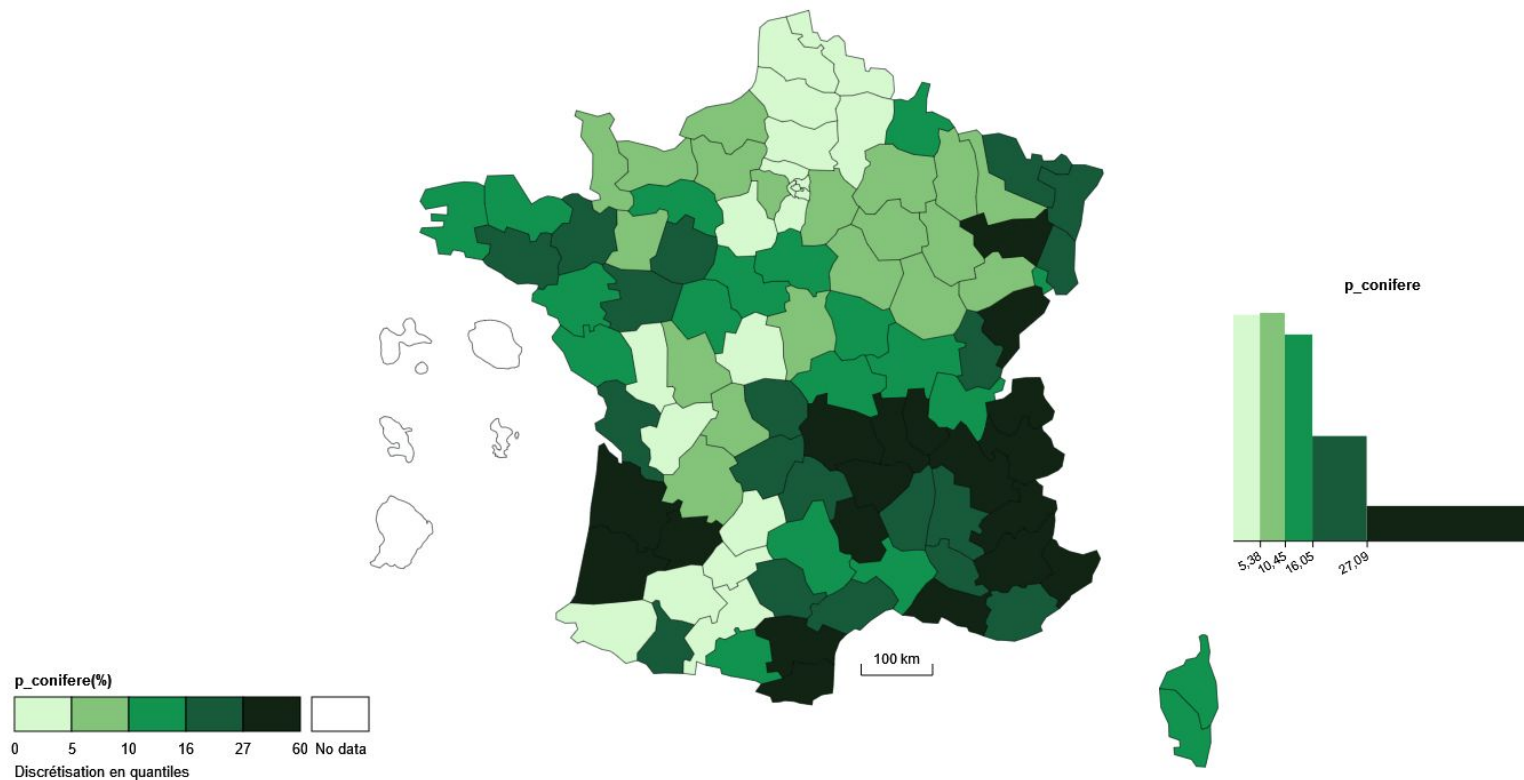 p_conifere
5,38
10,45
16,05
27,09
100 km
p_conifere(%)
0 5 10 16 27 60 No data
Discrétisation en quantiles